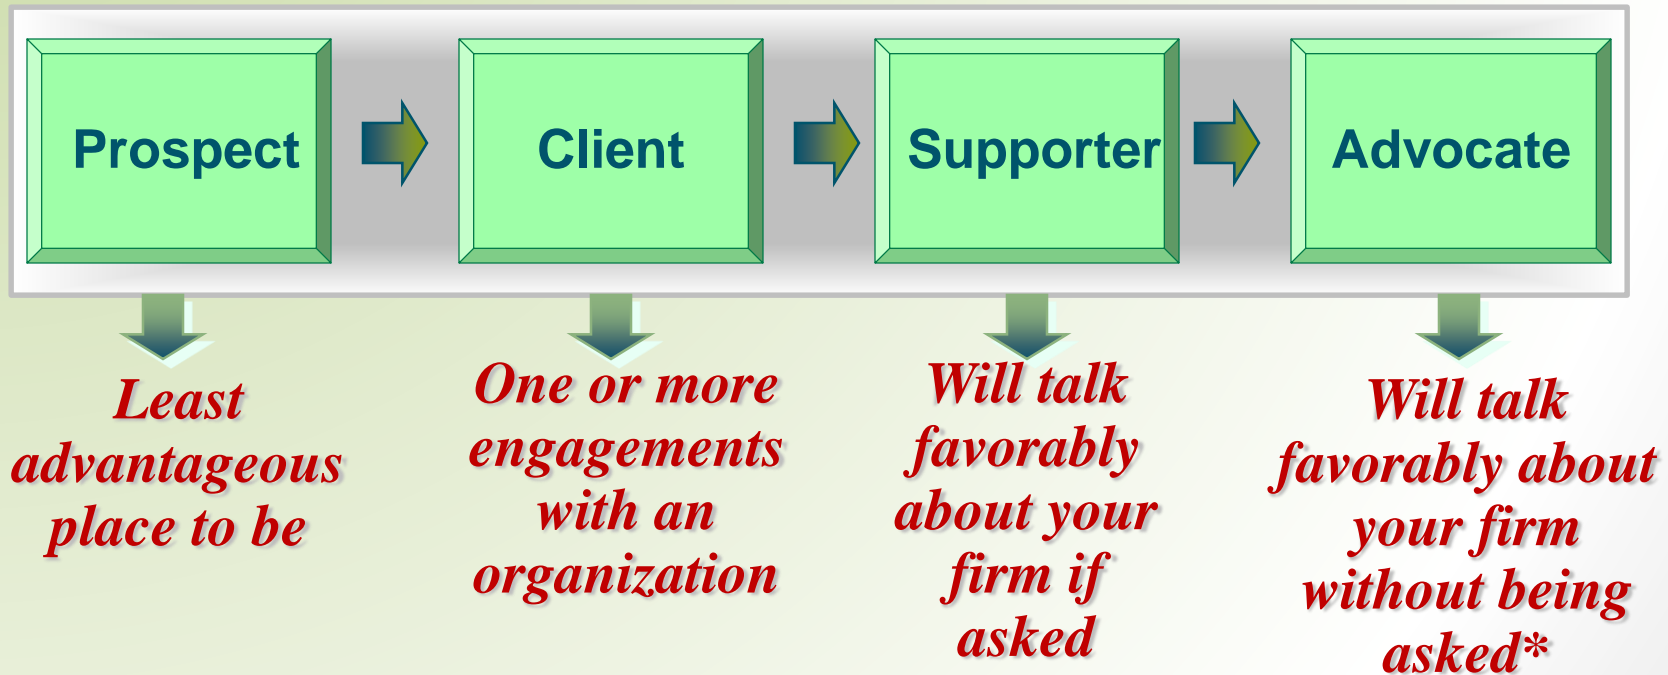 Prospect
Client
Supporter
Advocate
Least
advantageous
place to be
One or more
engagements
with an
organization
Will talk
favorably
about your
firm if
asked
Will talk
favorably about
your firm
without being
asked*